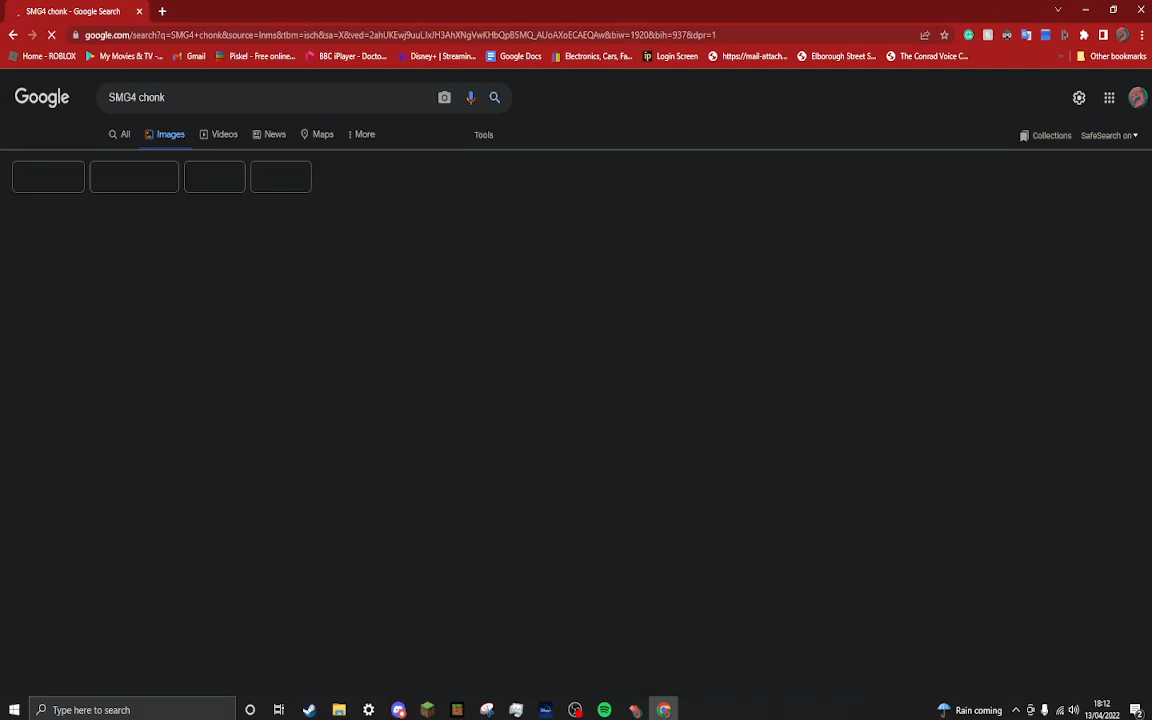 SMG4 chonk - Google Search
google.com/search?q=SMG4+chonk&source=lnms&tbm=isch&sa=X&ved=2ahUKEwj9uuLJxJH3AhXNgVwKHbQpB5MQ_AUoAXoECAEQAw&biw=1920&bih=937&dpr=1
Home - ROBLOX My Movies & TV -... Gmail Piskel - Free online... BBC iPlayer - Docto... Disney+ | Streamin... Google Docs Electronics, Cars, Fa... ip Login Screen https://mail-attach... Elborough Street S... The Conrad Voice C... Other bookmarks
Google SMG4 chonk
All Images Videos News Maps More Tools Collections SafeSearch on
Type here to search Rain coming 18:12
13/04/2022 2